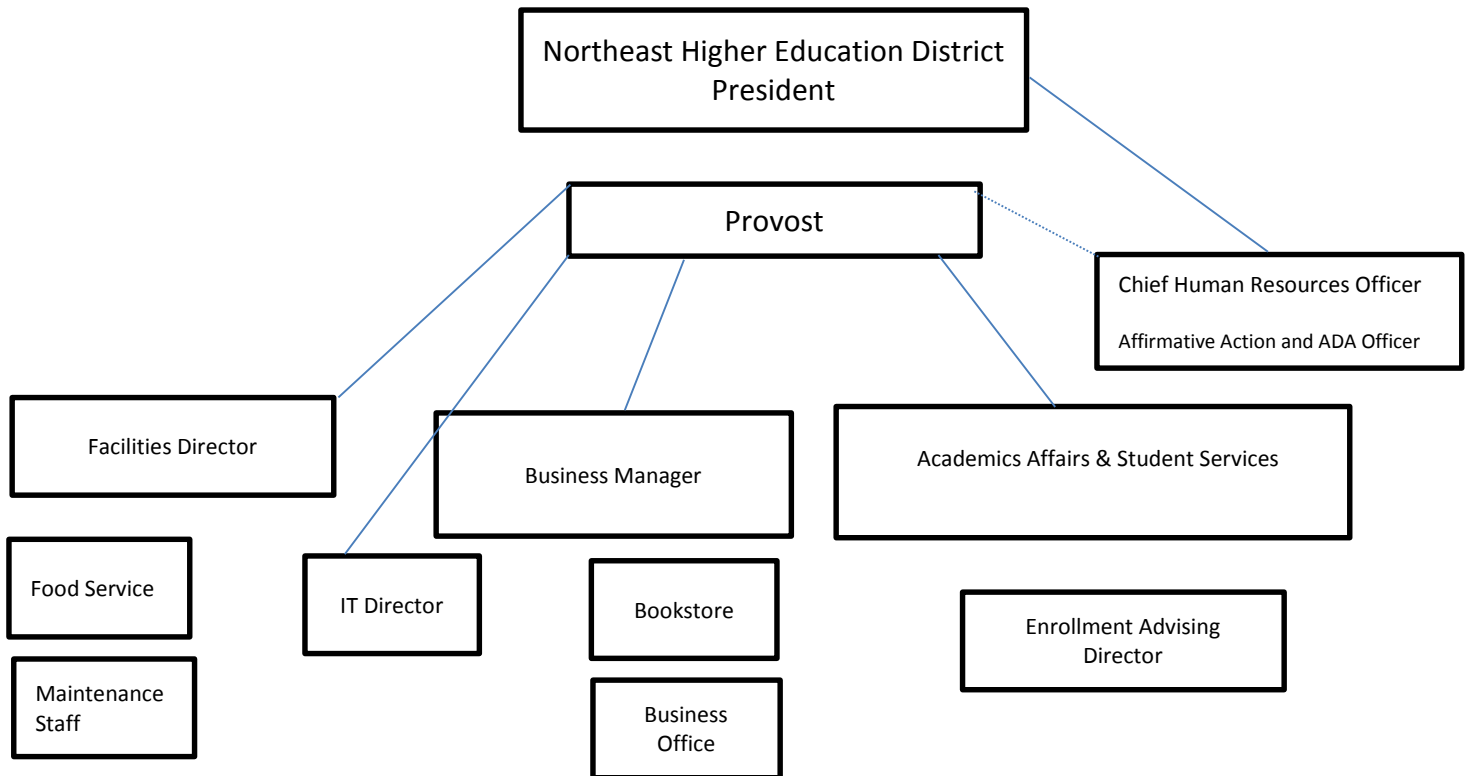 Northeast Higher Education District
President
Provost
Chief Human Resources Officer
Affirmative Action and ADA Officer
Facilities Director
Business Manager
Academics Affairs & Student Services
Food Service
IT Director
Bookstore
Enrollment Advising
Director
Maintenance
Staff
Business
Office